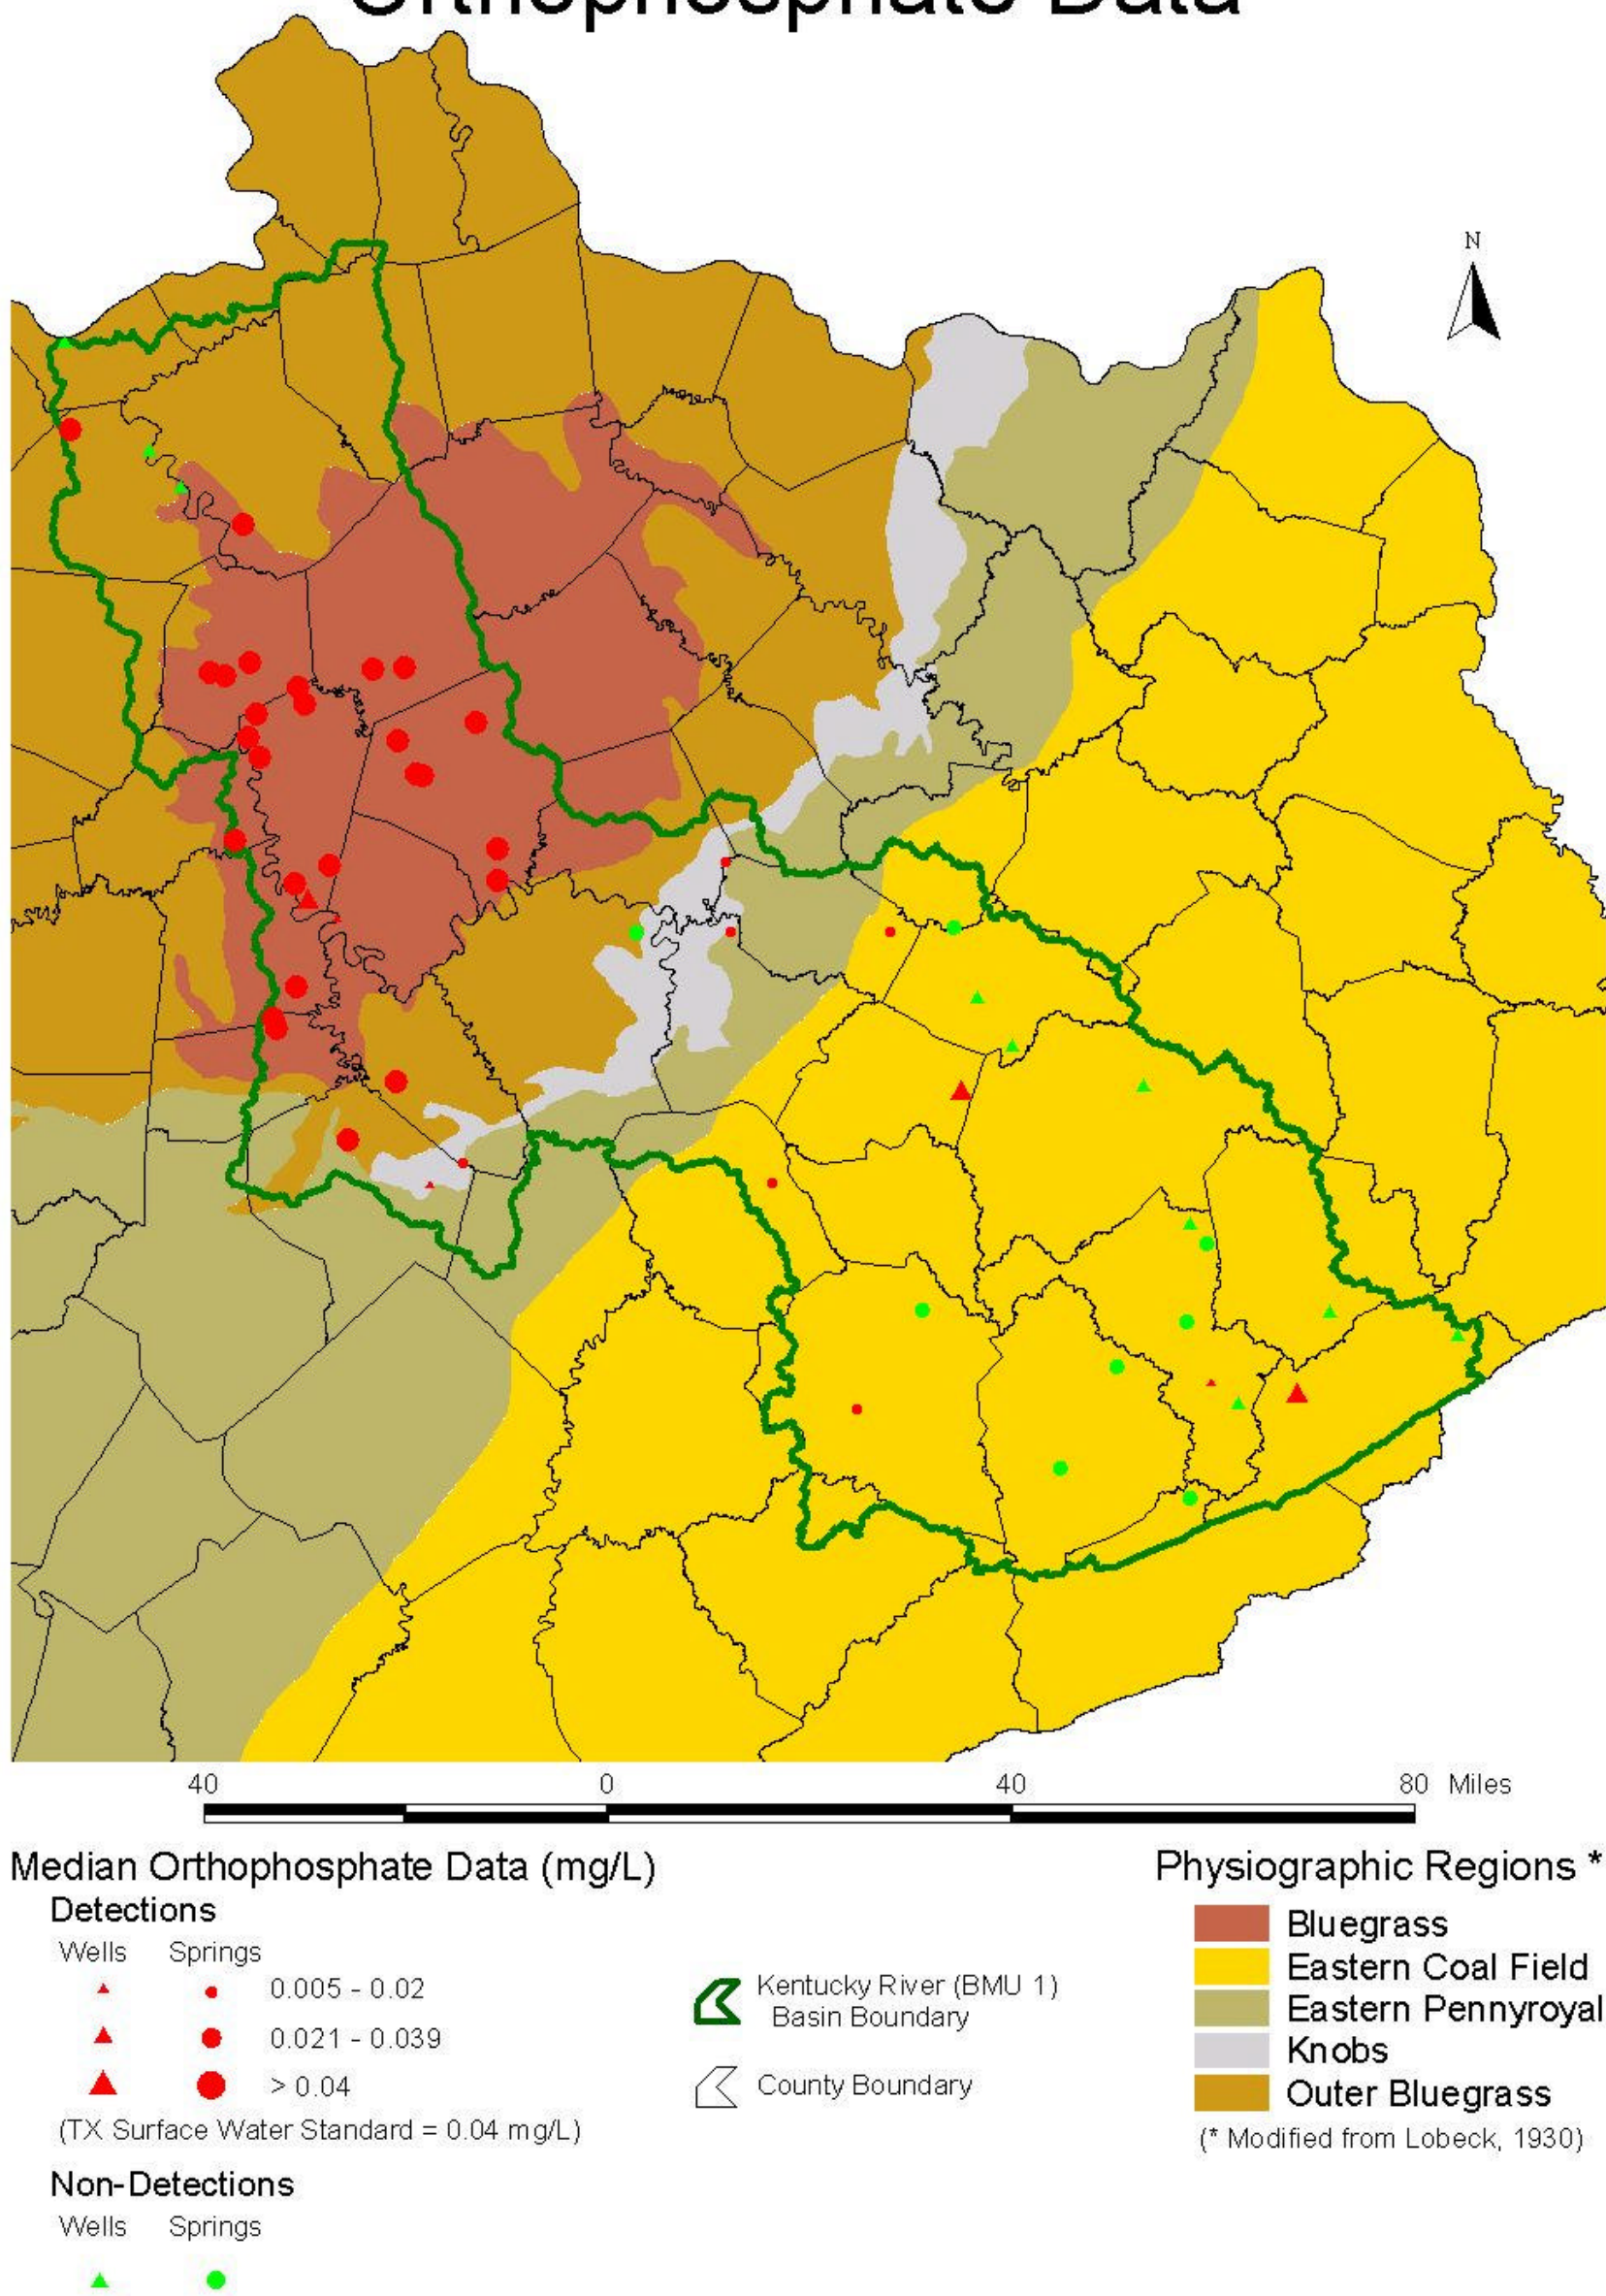 Orthophosphate Data
N
40 0 40 80 Miles
Median Orthophosphate Data (mg/L)
Detections
Wells Springs
0.005 - 0.02
0.021 - 0.039
> 0.04
(TX Surface Water Standard = 0.04 mg/L)
Non-Detections
Wells Springs
Kentucky River (BMU 1)
Basin Boundary
County Boundary
Physiographic Regions *
Bluegrass
Eastern Coal Field
Eastern Pennyroyal
Knobs
Outer Bluegrass
(* Modified from Lobeck, 1930)